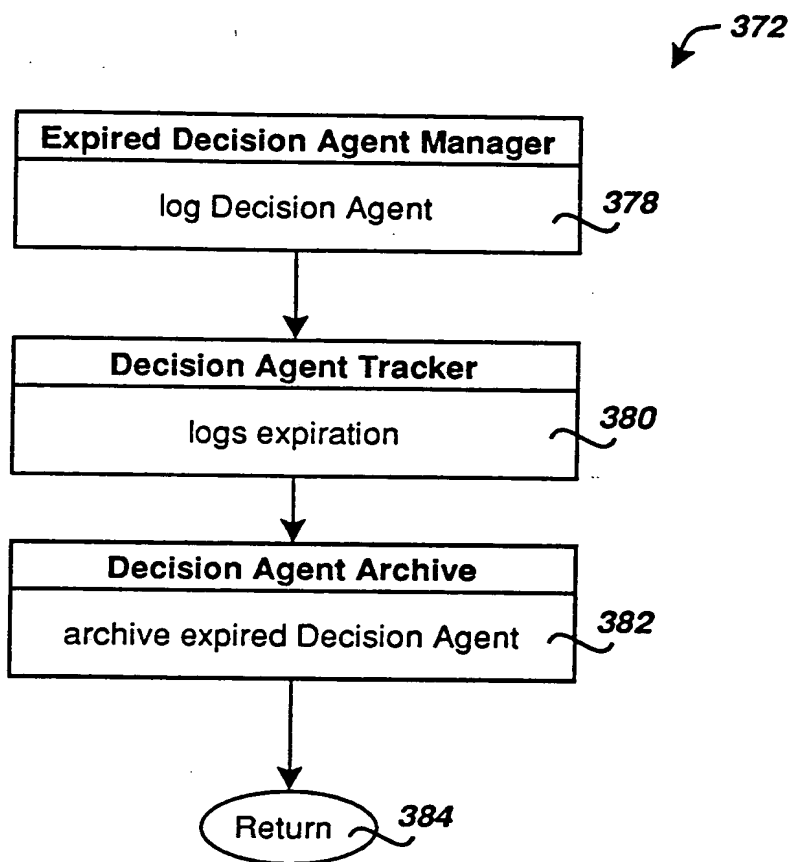 372
Expired Decision Agent Manager
log Decision Agent
378
Decision Agent Tracker
logs expiration
380
Decision Agent Archive
archive expired Decision Agent
382
Return
384